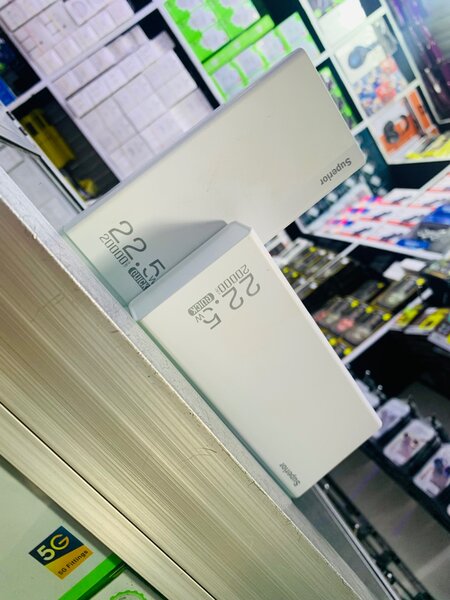 Superior
22.5W
20000
QUICK
22.5W
20000
QUICK
Superior
5G
5G Fittings